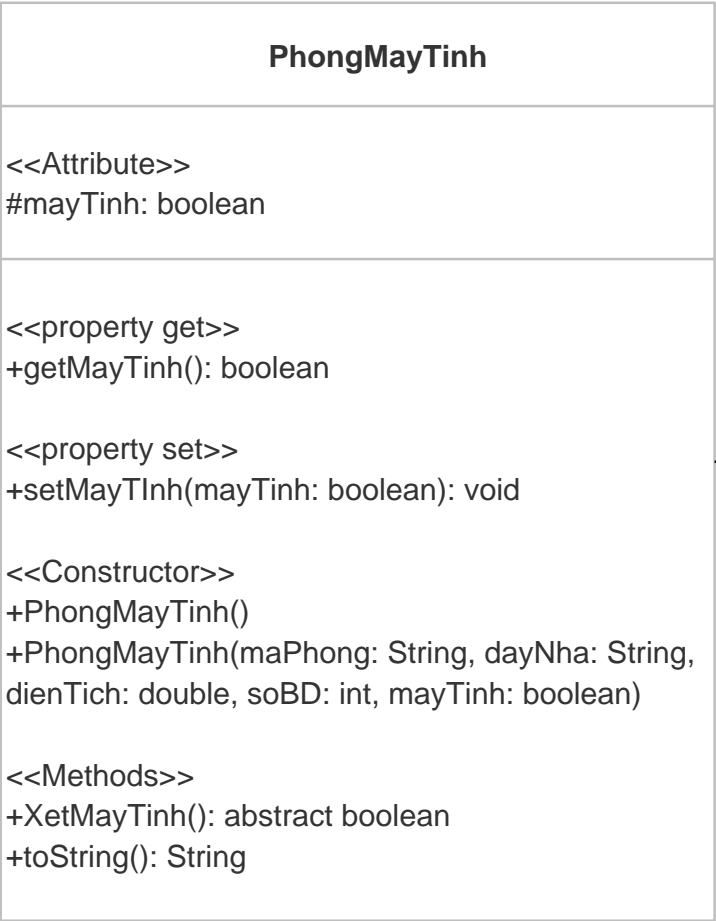 PhongMayTinh
<<Attribute>>
#mayTinh: boolean
<<property get>>
+getMayTinh(): boolean
<<property set>>
+setMayTInh(mayTinh: boolean): void
<<Constructor>>
+PhongMayTinh()
+PhongMayTinh(maPhong: String, dayNha: String,
dienTich: double, soBD: int, mayTinh: boolean)
<<Methods>>
+XetMayTinh(): abstract boolean
+toString(): String